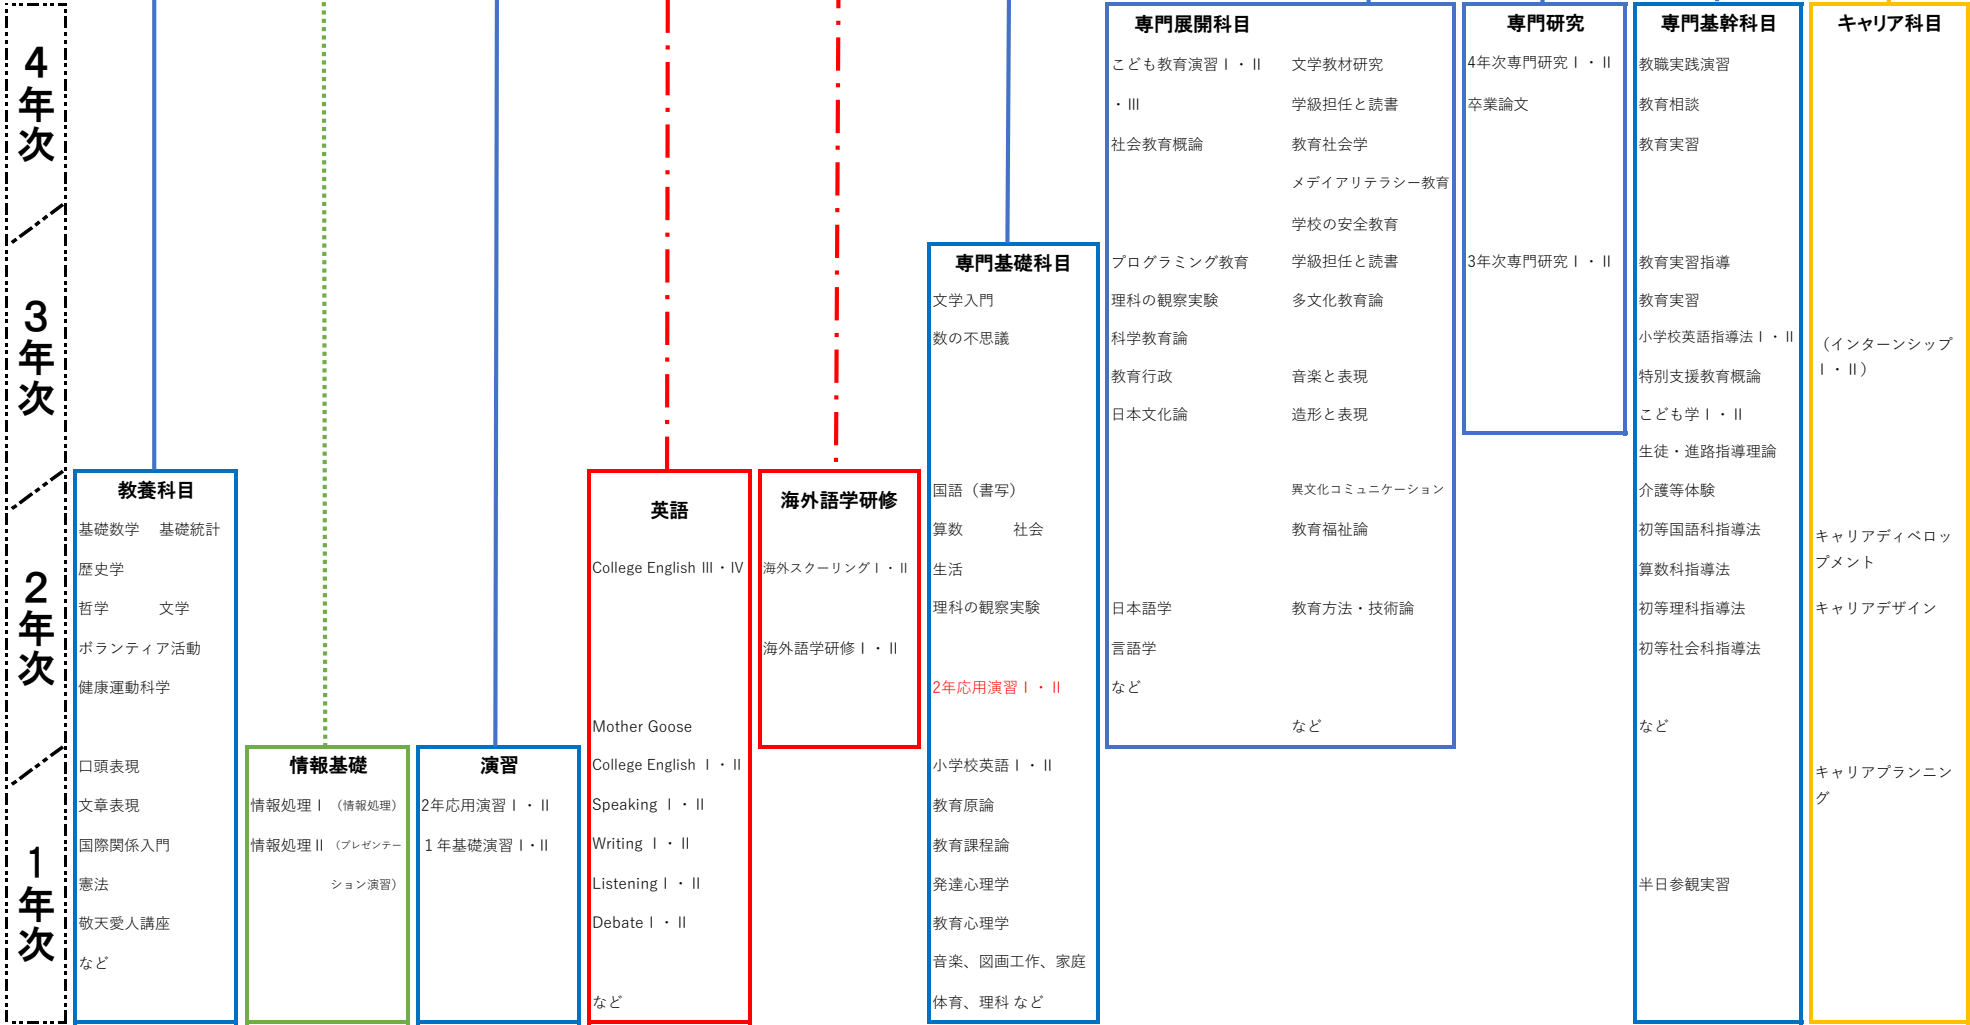 4年次
3年次
2年次
1年次
教養科目
基礎数学 基礎統計
歴史学
哲学 文学
ボランティア活動
健康運動科学
口頭表現
文章表現
国際関係入門
憲法
敬天愛人講座
など
情報基礎
情報処理Ⅰ（情報処理）
情報処理Ⅱ（プレゼンテー
ション演習）
演習
2年応用演習Ⅰ・Ⅱ
１年基礎演習Ⅰ・Ⅱ
英語
College English Ⅲ・Ⅳ
Mother Goose
College English Ⅰ・Ⅱ
Speaking Ⅰ・Ⅱ
Writing Ⅰ・Ⅱ
ListeningⅠ・Ⅱ
DebateⅠ・Ⅱ
など
海外語学研修
海外スクーリングⅠ・Ⅱ
海外語学研修Ⅰ・Ⅱ
専門基礎科目
文学入門
数の不思議
国語（書写）
算数 社会
生活
理科の観察実験
2年応用演習Ⅰ・Ⅱ
小学校英語Ⅰ・Ⅱ
教育原論
教育課程論
発達心理学
教育心理学
音楽、図画工作、家庭
体育、理科 など
専門展開科目
こども教育演習Ⅰ・Ⅱ
・Ⅲ
社会教育概論
プログラミング教育
理科の観察実験
科学教育論
教育行政
日本文化論
日本語学
言語学
など
文学教材研究
学級担任と読書
教育社会学
メデイアリテラシー教育
学校の安全教育
学級担任と読書
多文化教育論
音楽と表現
造形と表現
異文化コミュニケーション
教育福祉論
教育方法・技術論
など
専門研究
4年次専門研究Ⅰ・Ⅱ
卒業論文
3年次専門研究Ⅰ・Ⅱ
専門基幹科目
教職実践演習
教育相談
教育実習
教育実習指導
教育実習
小学校英語指導法Ⅰ・Ⅱ
特別支援教育概論
こども学Ⅰ・Ⅱ
生徒・進路指導理論
介護等体験
初等国語科指導法
算数科指導法
初等理科指導法
初等社会科指導法
など
半日参観実習
キャリア科目
（インターンシップ
Ⅰ・Ⅱ）
キャリアディベロッ
プメント
キャリアデザイン
キャリアプランニン
グ